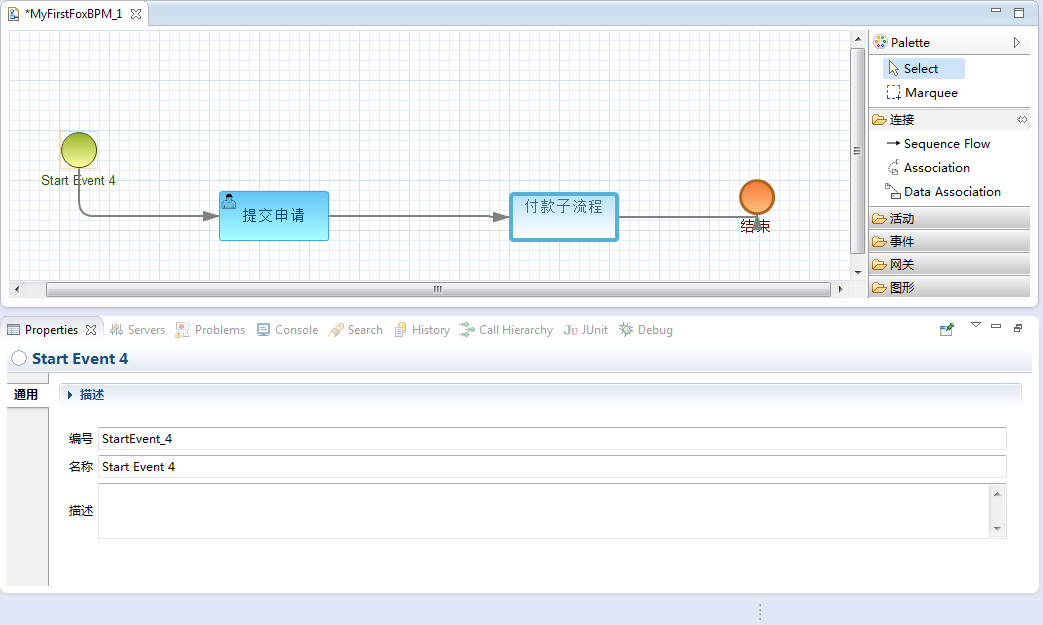 *MyFirstFoxBPM_1
Palette
Select
Marquee
连接
Sequence Flow
Association
Data Association
活动
事件
网关
图形
Start Event 4
提交申请
付款子流程
结束
Properties Servers Problems Console Search History Call Hierarchy JUnit Debug
Start Event 4
通用
描述
编号 StartEvent_4
名称 Start Event 4
描述